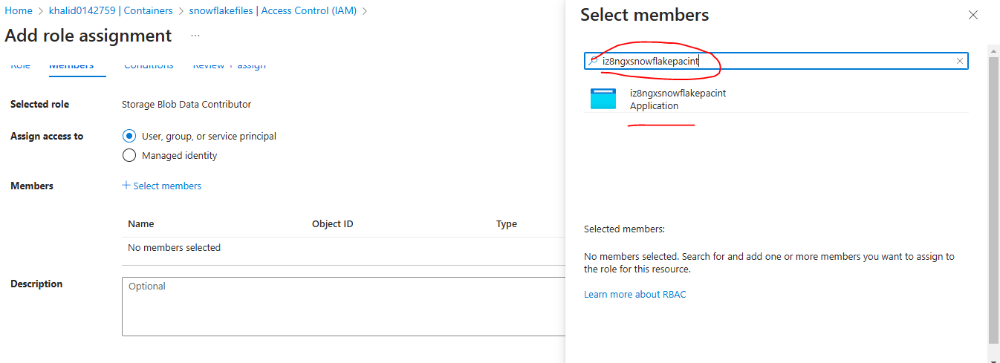 Home > khalid0142759 | Containers > snowflakefiles | Access Control (IAM) >
Add role assignment ...
Role Members Conditions Review + assign
Selected role Storage Blob Data Contributor
Assign access to User, group, or service principal
Managed identity
Members + Select members
Name Object ID Type
No members selected
Description Optional
Select members
iz8ngxsnowflakepacint
iz8ngxsnowflakepacint
Application
Selected members:
No members selected. Search for and add one or more members you want to assign to
the role for this resource.
Learn more about RBAC